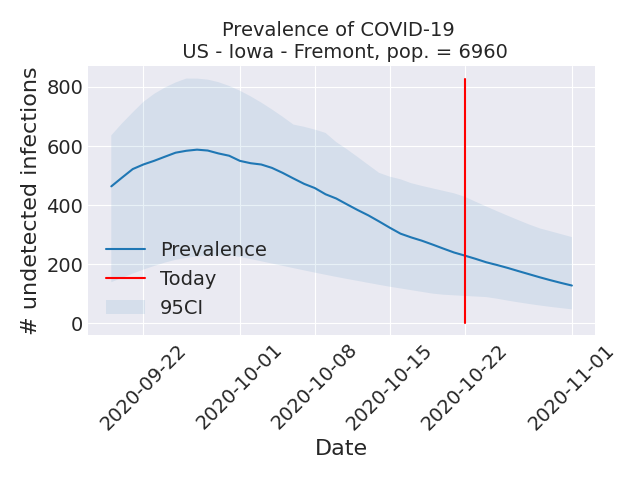 Prevalence of COVID-19
US - Iowa - Fremont, pop. = 6960
# undetected infections
800
600
400
200
0
Prevalence
Today
95CI
2020-09-22
2020-10-01
2020-10-08
2020-10-15
2020-10-22
2020-11-01
Date